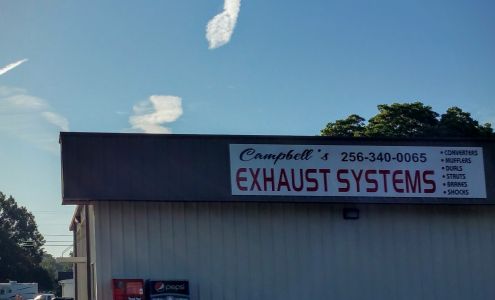 Campbell's 256-340-0065
EXHAUST SYSTEMS
• CONVERTERS
• MUFFLERS
• DUALS
• STRUTS
• BRAKES
• SHOCKS
pepsi